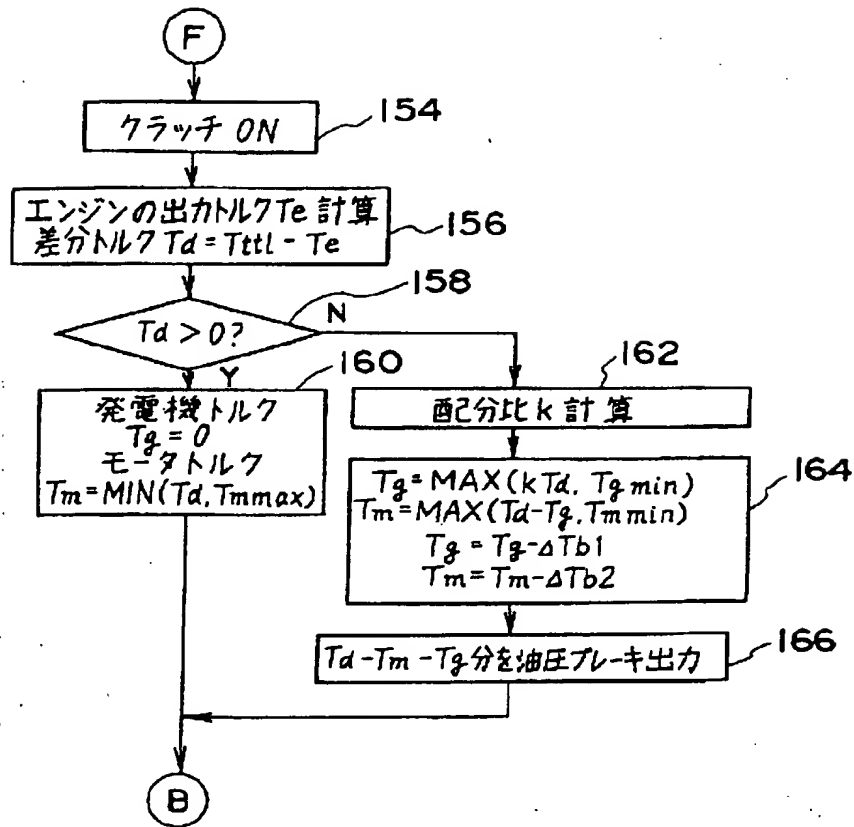 F
クラッチ ON
154
エンジンの出力トルクTe計算
差分トルクTd=Tttl-Te
156
Td>0?
158
N
Y
160
発電機トルク
Tg=0
モータトルク
Tm=MIN(Td,Tmmax)
162
配分比k計算
Tg=MAX(kTd,Tgmin)
Tm=MAX(Td-Tg,Tmmin)
Tg=Tg-ΔTb1
Tm=Tm-ΔTb2
164
Td-Tm-Tg分を油圧ブレーキ出力
166
B